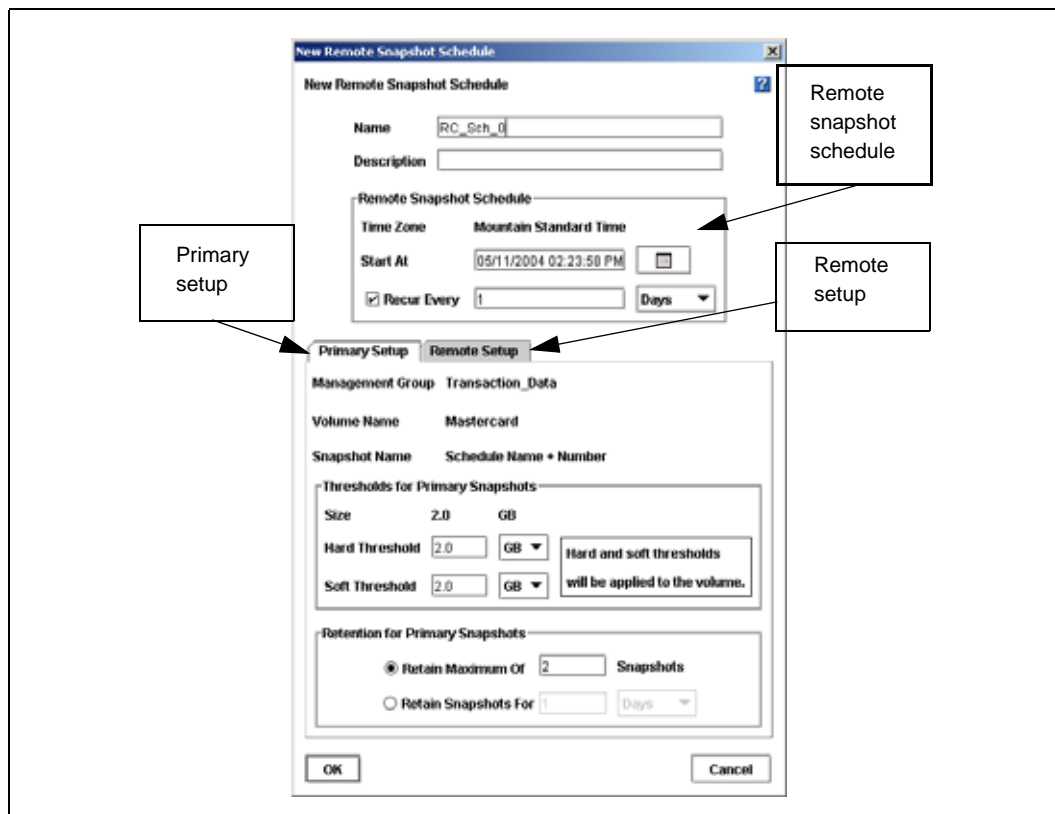 New Remote Snapshot Schedule
New Remote Snapshot Schedule
Name RC_Sch_0
Description
Remote Snapshot Schedule
Time Zone Mountain Standard Time
Start At 05/11/2004 02:23:50 PM
Recur Every 1 Days
Primary Setup Remote Setup
Management Group Transaction_Data
Volume Name Mastercard
Snapshot Name Schedule Name + Number
Thresholds for Primary Snapshots
Size 2.0 GB
Hard Threshold 2.0 GB
Soft Threshold 2.0 GB
Hard and soft thresholds
will be applied to the volume.
Retention for Primary Snapshots
Retain Maximum Of 2 Snapshots
Retain Snapshots For 1 Days
OK Cancel
Remote
snapshot
schedule
Primary
setup
Remote
setup